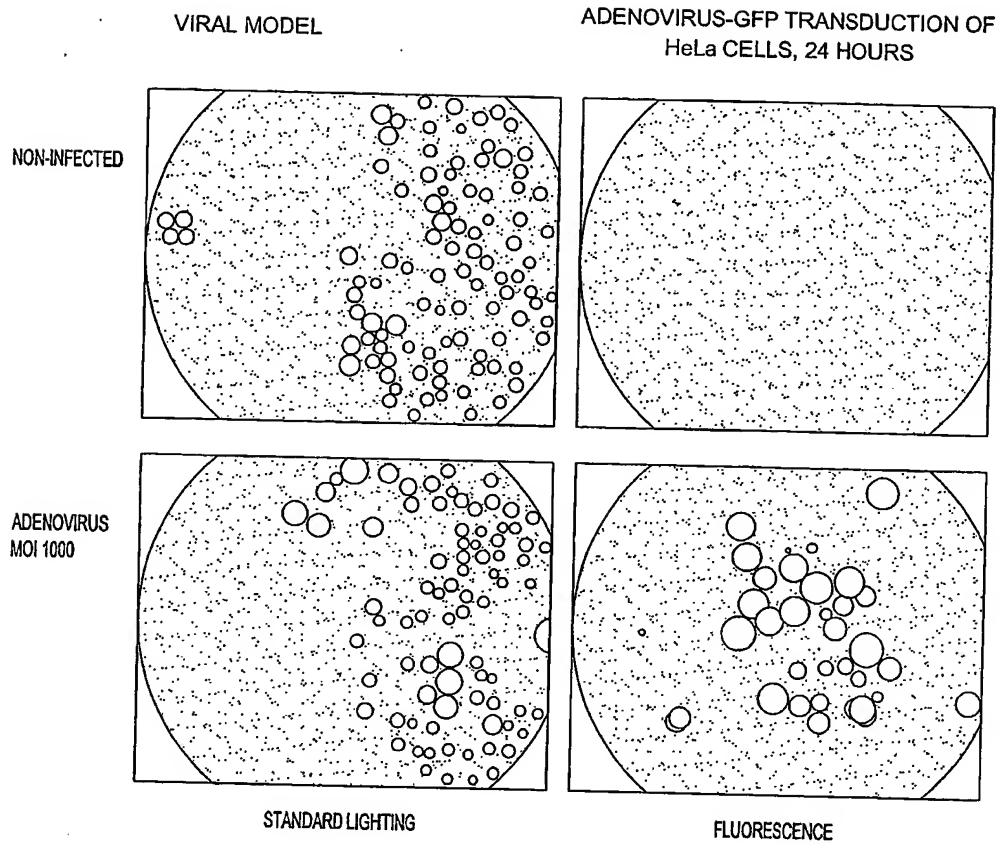 VIRAL MODEL
ADENOVIRUS-GFP TRANSDUCTION OF
HeLa CELLS, 24 HOURS
NON-INFECTED
ADENOVIRUS
MOI 1000
STANDARD LIGHTING
FLUORESCENCE